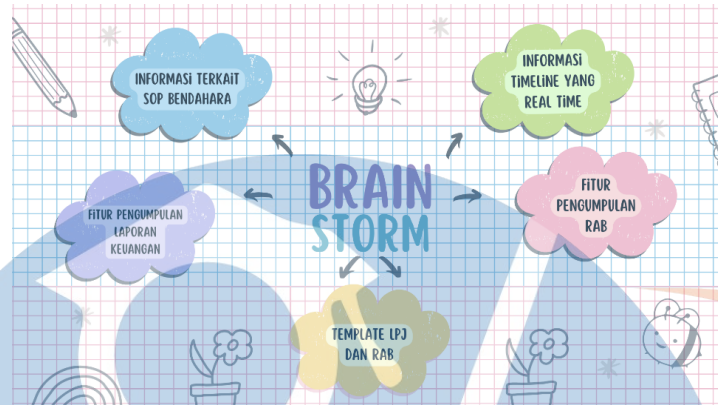 INFORMASI TERKAIT
SOP BENDAHARA
INFORMASI
TIMELINE YANG
REAL TIME
BRAIN
STORM
FITUR PENGUMPULAN
LAPORAN
KEUANGAN
FITUR
PENGUMPULAN
RAB
TEMPLATE LPJ
DAN RAB